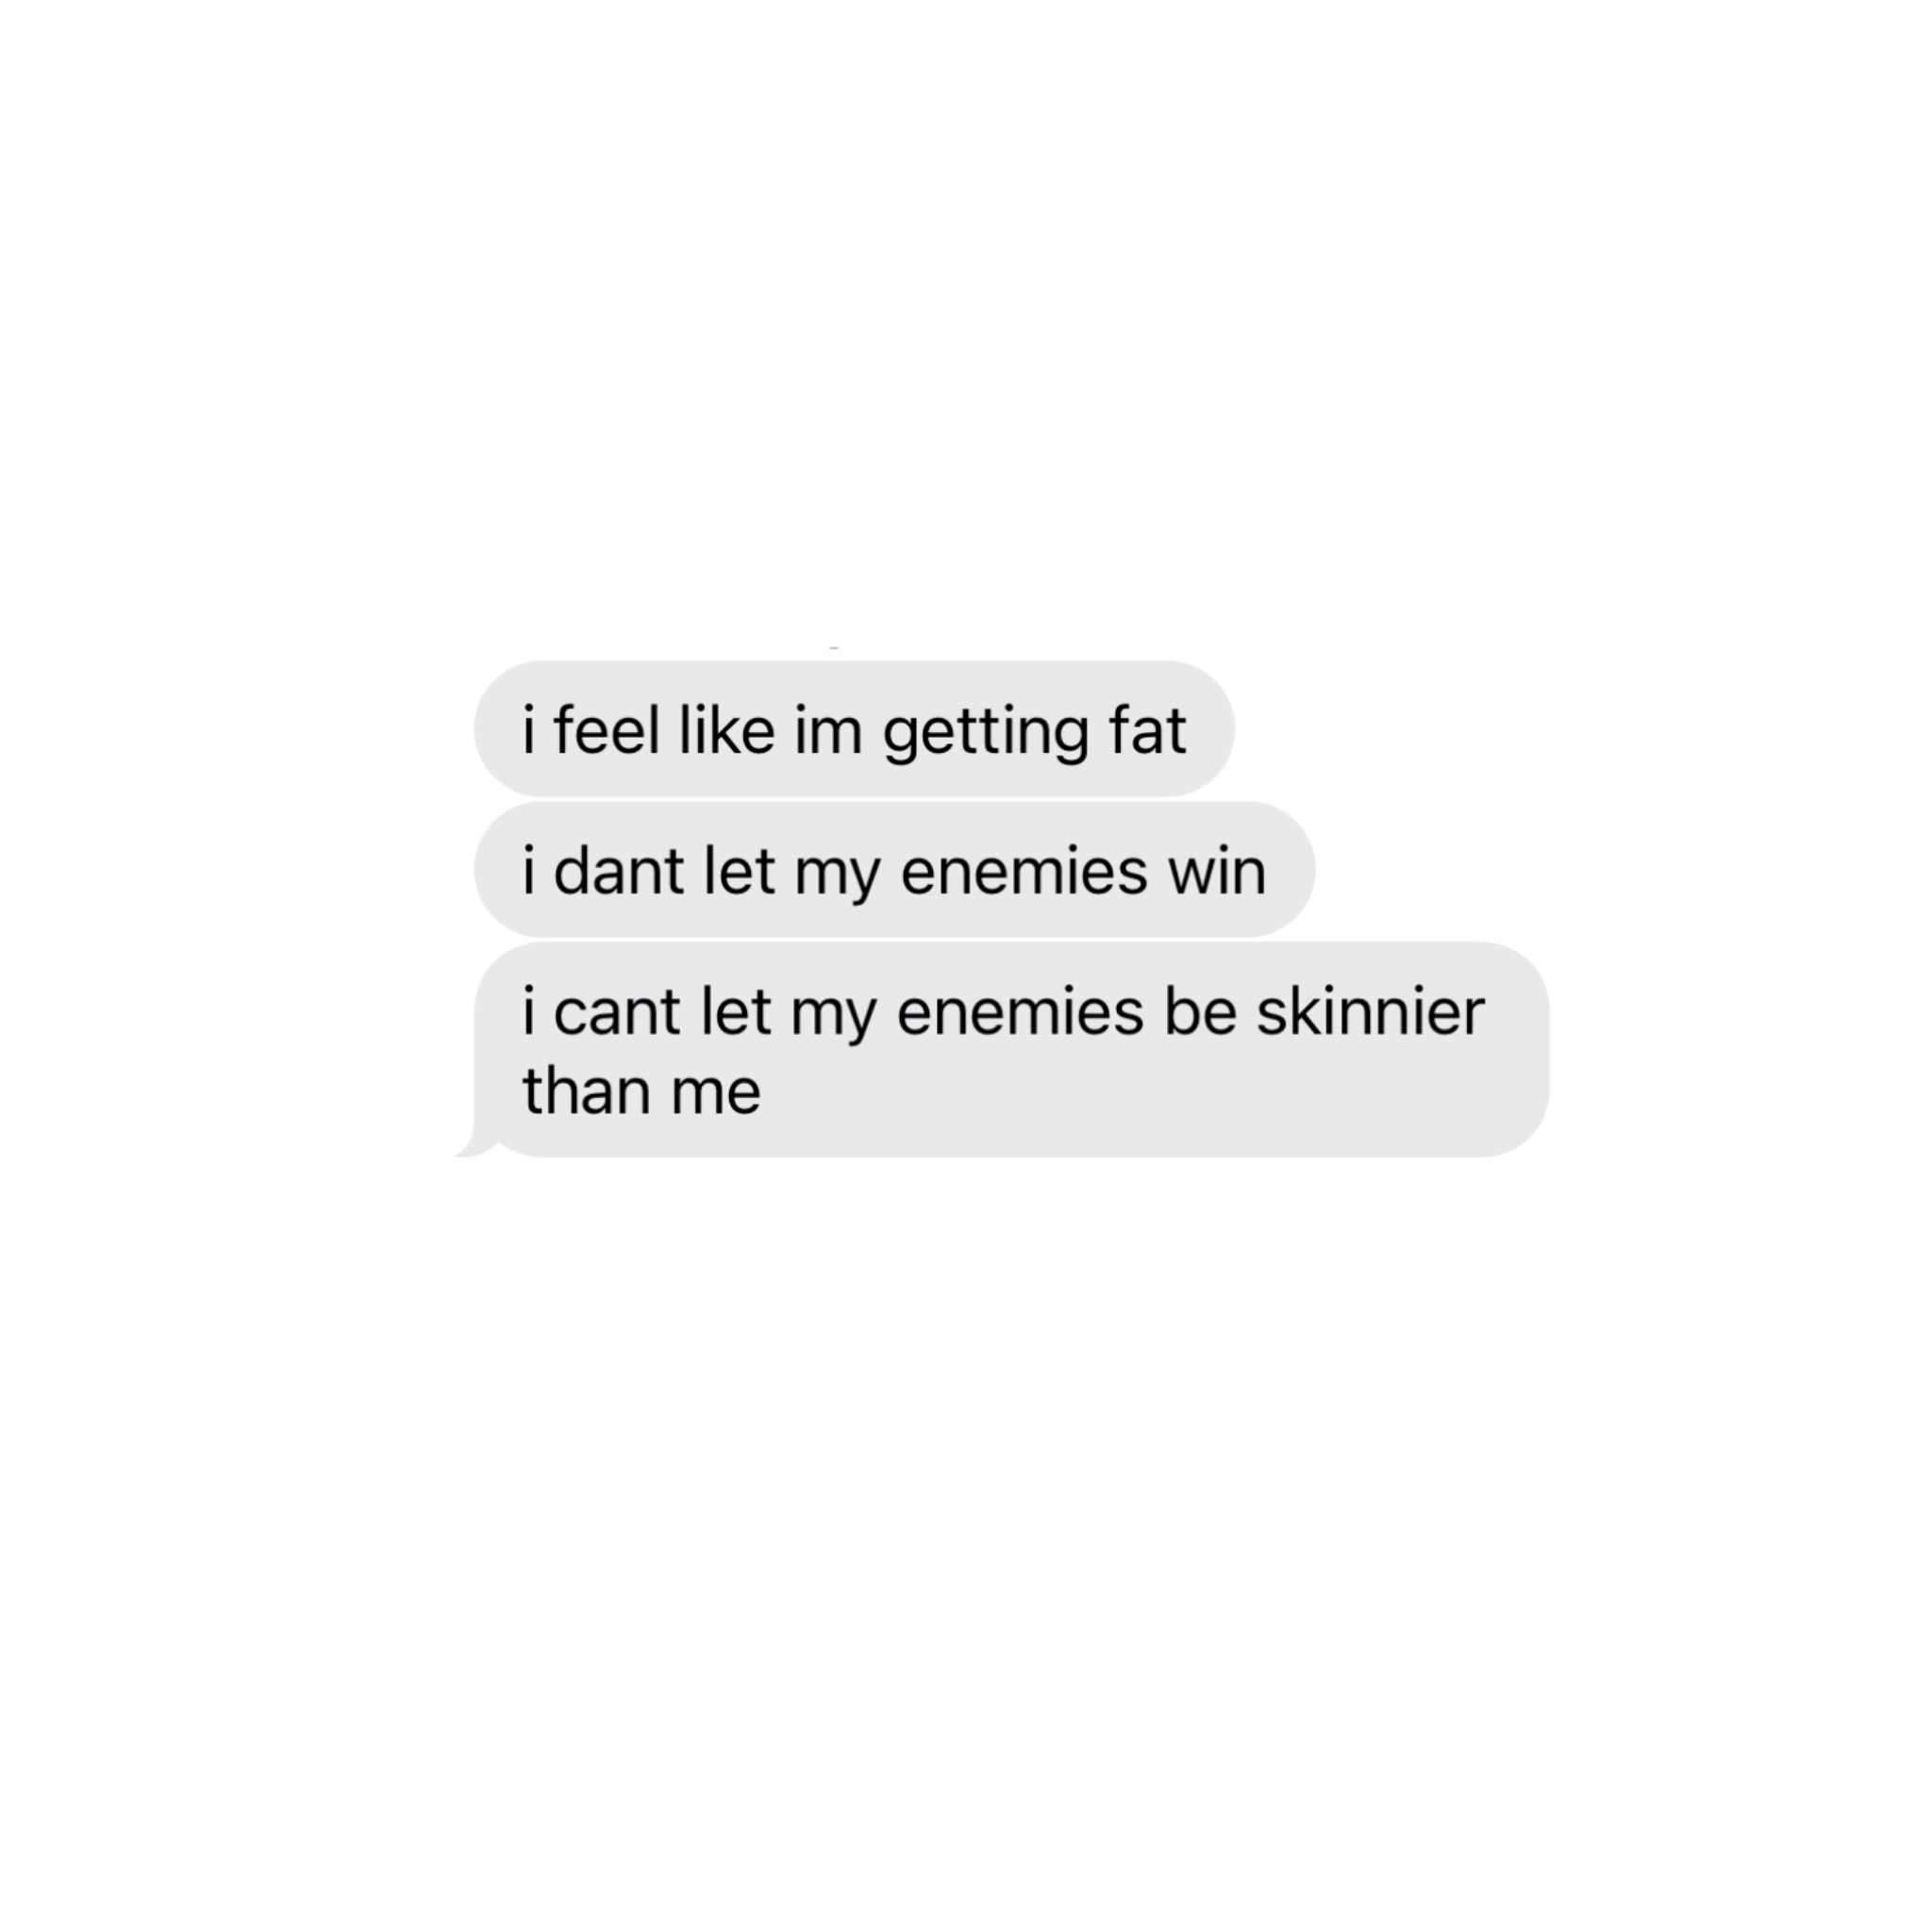 i feel like im getting fat
i dant let my enemies win
i cant let my enemies be skinnier
than me